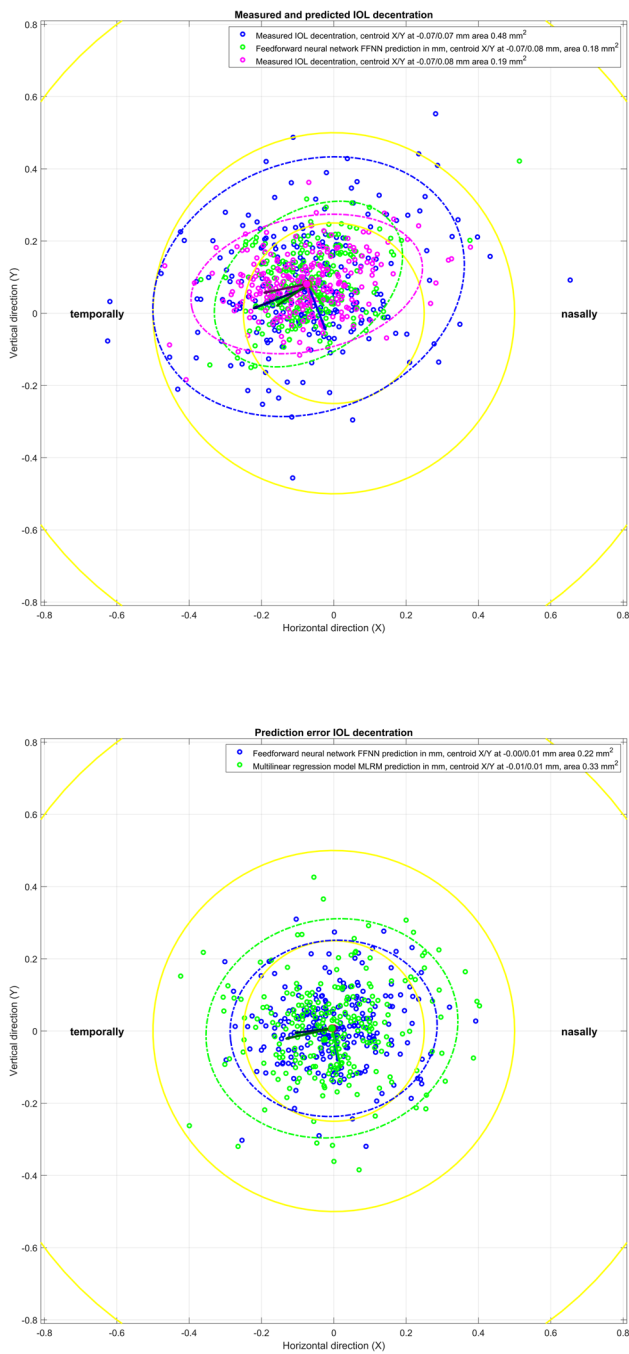 Measured and predicted IOL decentration
Measured IOL decentration, centroid X/Y at -0.07/0.07 mm area 0.48 mm²
Feedforward neural network FFNN prediction in mm, centroid X/Y at -0.07/0.08 mm, area 0.18 mm²
Measured IOL decentration, centroid X/Y at -0.07/0.08 mm area 0.19 mm²
0.8
0.6
0.4
0.2
0
-0.2
-0.4
-0.6
-0.8
Vertical direction (Y)
temporally
nasally
-0.8 -0.6 -0.4 -0.2 0 0.2 0.4 0.6 0.8
Horizontal direction (X)
Prediction error IOL decentration
Feedforward neural network FFNN prediction in mm, centroid X/Y at -0.00/0.01 mm area 0.22 mm²
Multilinear regression model MLRM prediction in mm, centroid X/Y at -0.01/0.01 mm, area 0.33 mm²
0.8
0.6
0.4
0.2
0
-0.2
-0.4
-0.6
-0.8
Vertical direction (Y)
temporally
nasally
-0.8 -0.6 -0.4 -0.2 0 0.2 0.4 0.6 0.8
Horizontal direction (X)